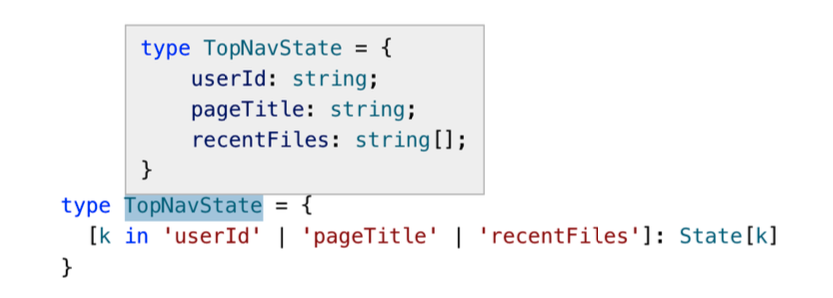 type TopNavState = {
    userId: string;
    pageTitle: string;
    recentFiles: string[];
}
type TopNavState = {
  [k in 'userId' | 'pageTitle' | 'recentFiles']: State[k]
}